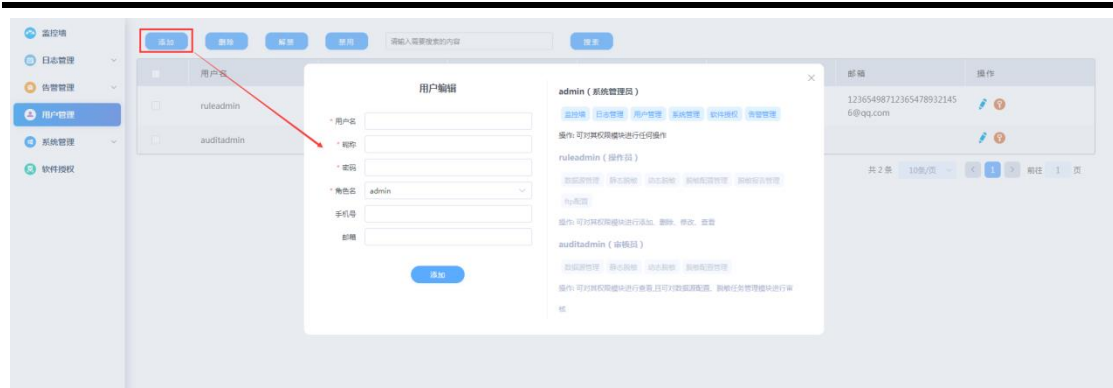 监控墙
日志管理
告警管理
用户管理
系统管理
软件授权
添加 删除 解禁 禁用 请输入需要搜索的内容 搜索
用户名 邮箱 操作
ruleadmin 12365498712365478932145
6@qq.com
auditadmin
共 2 条 10条/页 1 前往 1 页
用户编辑
* 用户名
* 昵称
* 密码
* 角色名 admin
手机号
邮箱
添加
admin（系统管理员）
监控墙 日志管理 用户管理 系统管理 软件授权 告警管理
操作: 可对其权限模块进行任何操作
ruleadmin（操作员）
数据源管理 静态脱敏 动态脱敏 脱敏配置管理 脱敏报告管理
ftp配置
操作: 可对其权限模块进行添加、删除、修改、查看
auditadmin（审核员）
数据源管理 静态脱敏 动态脱敏 脱敏配置管理
操作: 可对其权限模块进行查看,且可对数据源配置、脱敏任务管理模块进行审
核